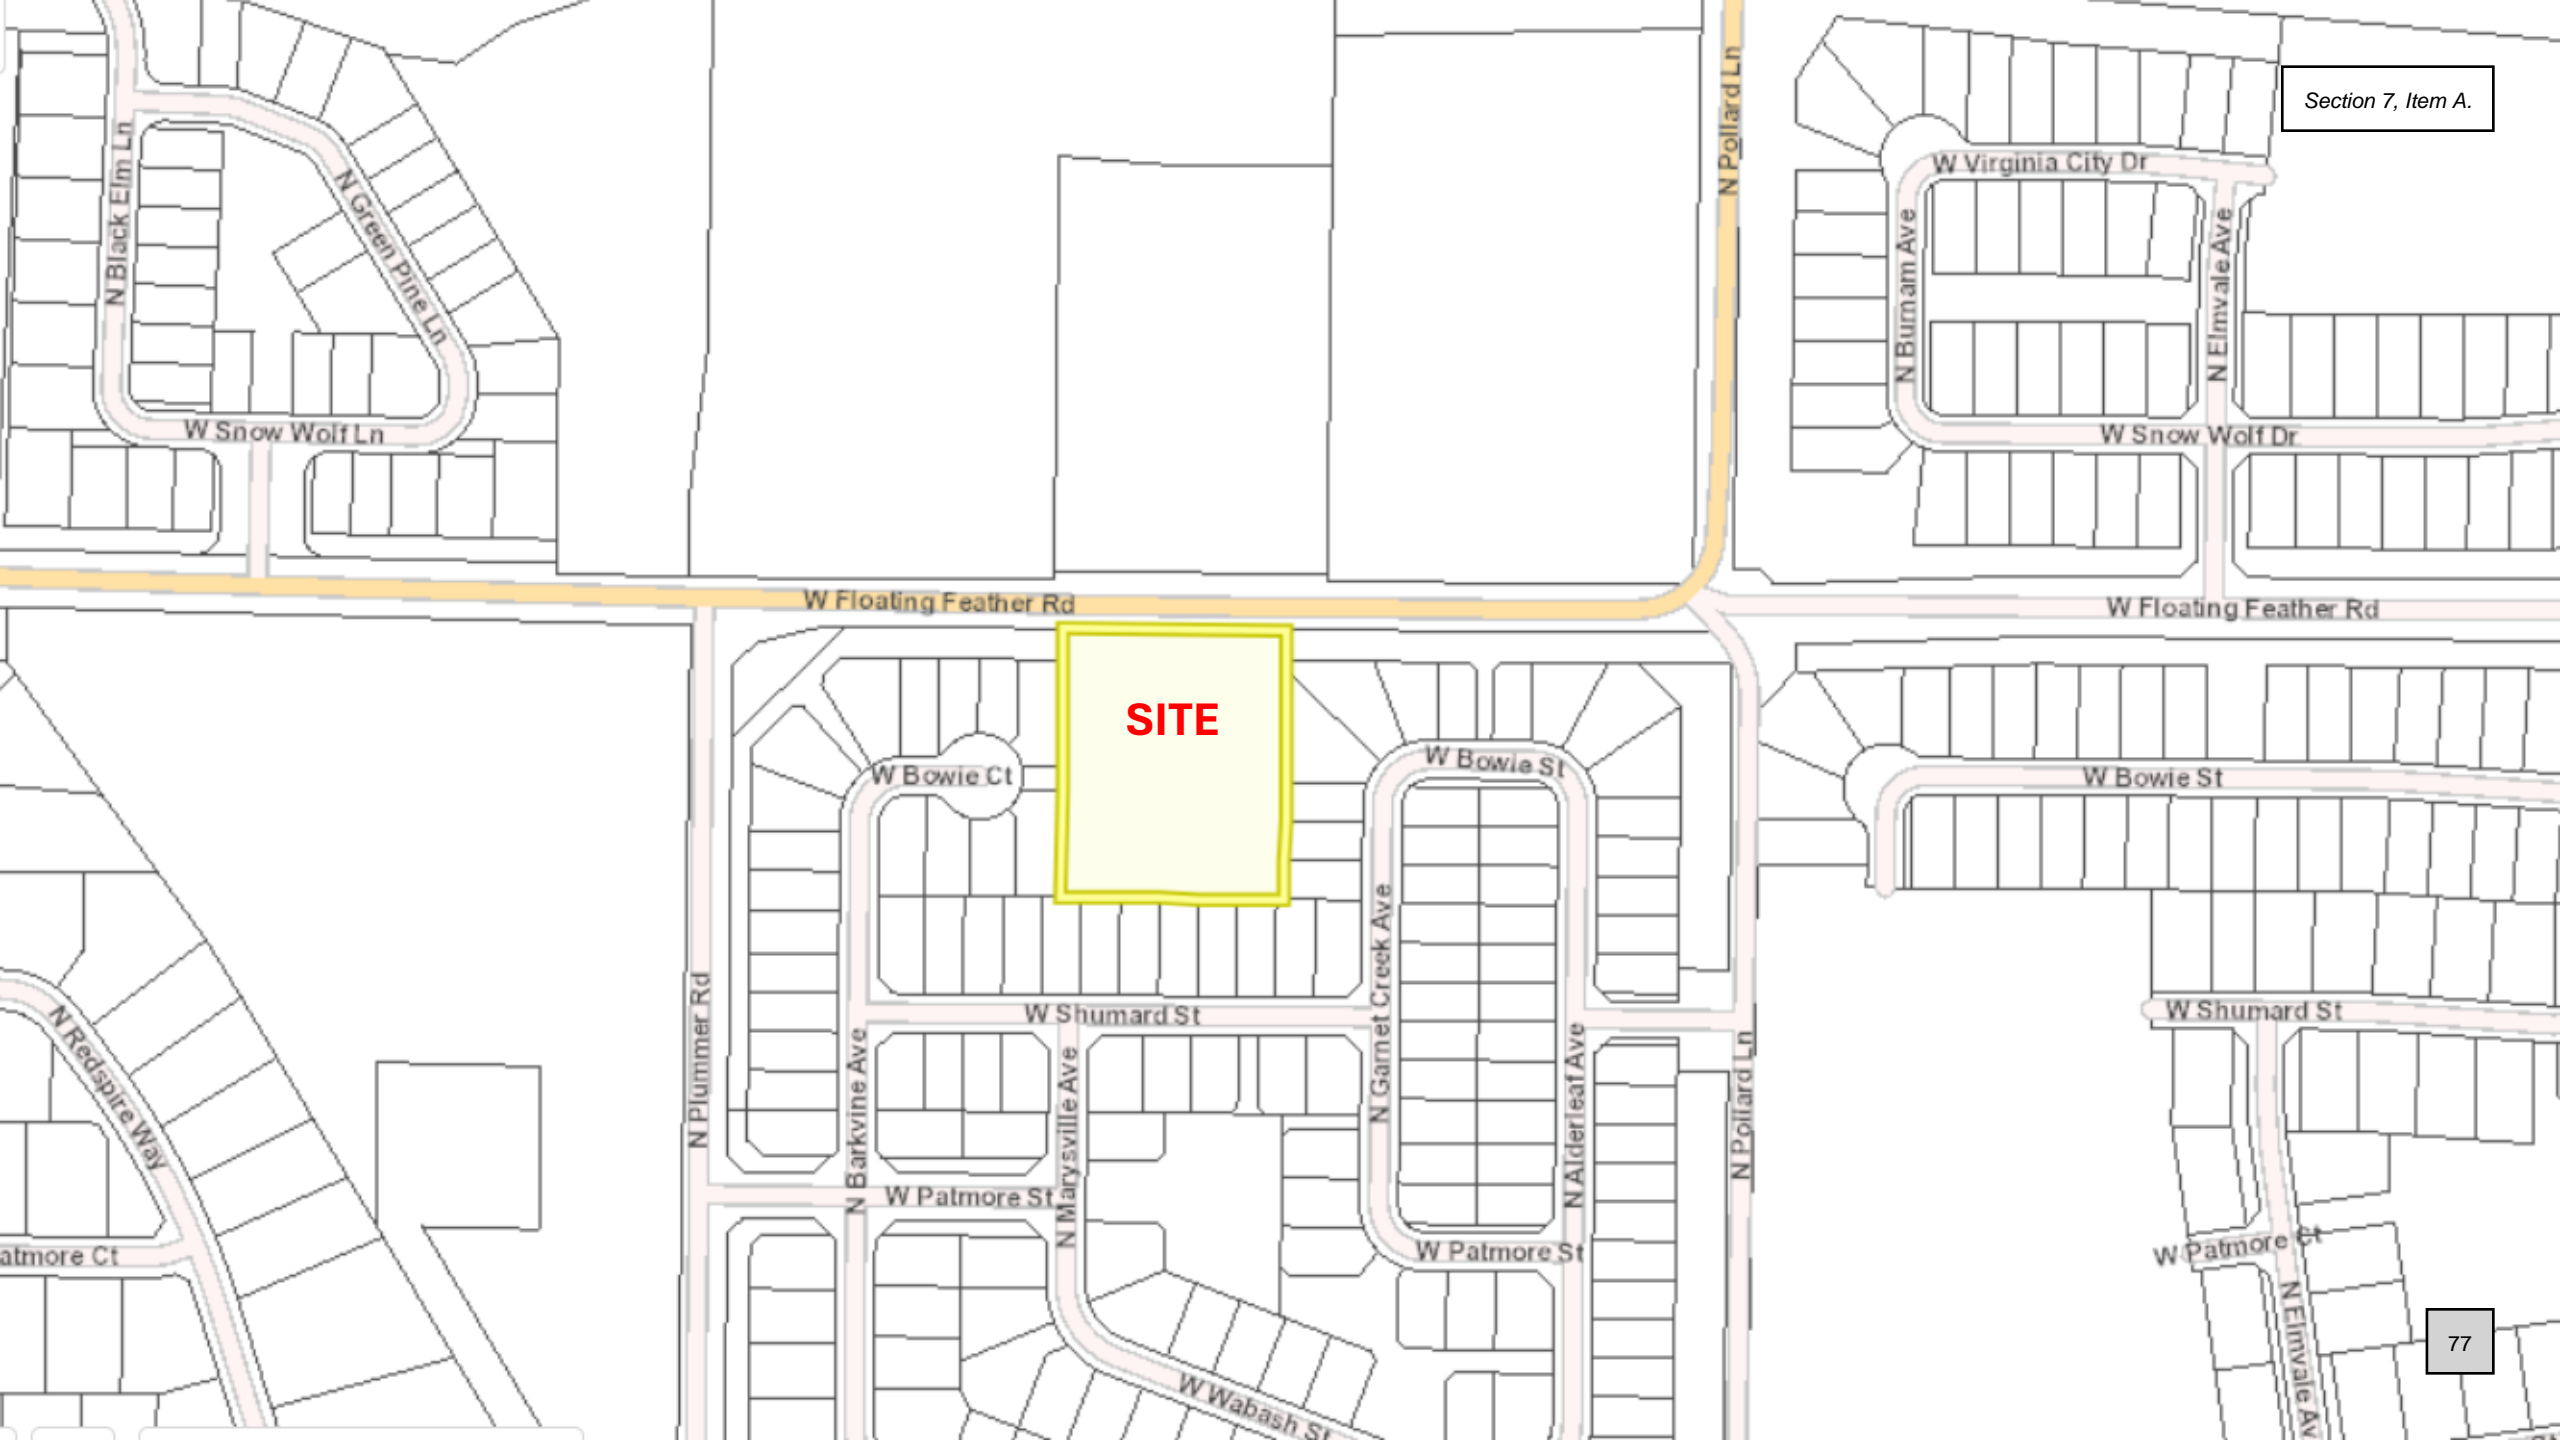 Section 7, Item A.
N Pollard Ln
N Black Elm Ln
N Green Pine Ln
W Virginia City Dr
N Burnam Ave
N Elmvale Ave
W Snow Wolf Ln
W Snow Wolf Dr
W Floating Feather Rd
W Floating Feather Rd
SITE
W Bowie Ct
W Bowie St
W Bowie St
N Plummer Rd
N Garnet Creek Ave
W Shumard St
W Shumard St
N Redspire Way
N Barkvine Ave
N Marysville Ave
N Alderleaf Ave
N Pollard Ln
W Patmore St
W Patmore St
atmore Ct
W Patmore Ct
N Elmvale Av
77
W Wabash St